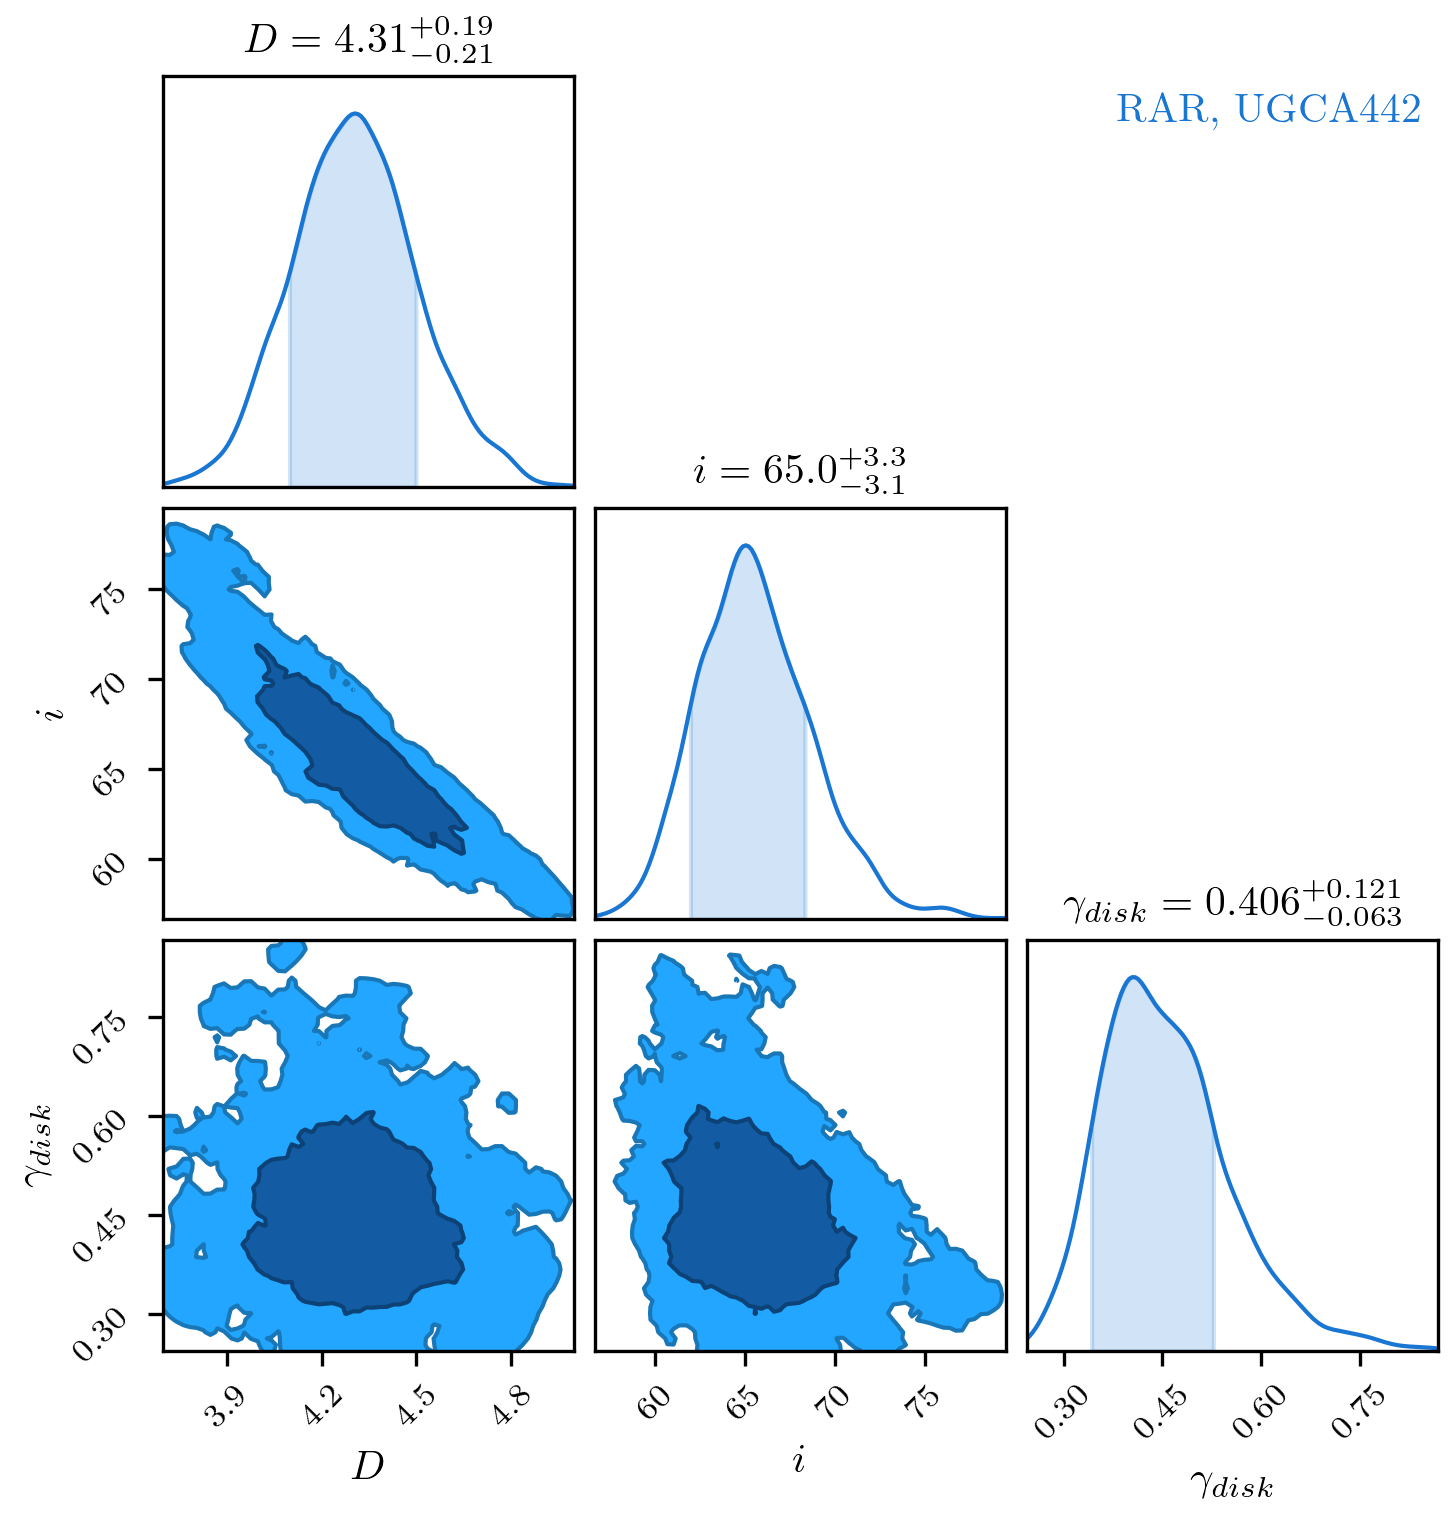 D = 4.31^{+0.19}_{-0.21}
RAR, UGCA442
i = 65.0^{+3.3}_{-3.1}
75
70
65
60
i
γ_{disk} = 0.406^{+0.121}_{-0.063}
0.75
0.60
0.45
0.30
γ_{disk}
3.9 4.2 4.5 4.8
60 65 70 75
0.30 0.45 0.60 0.75
D
i
γ_{disk}